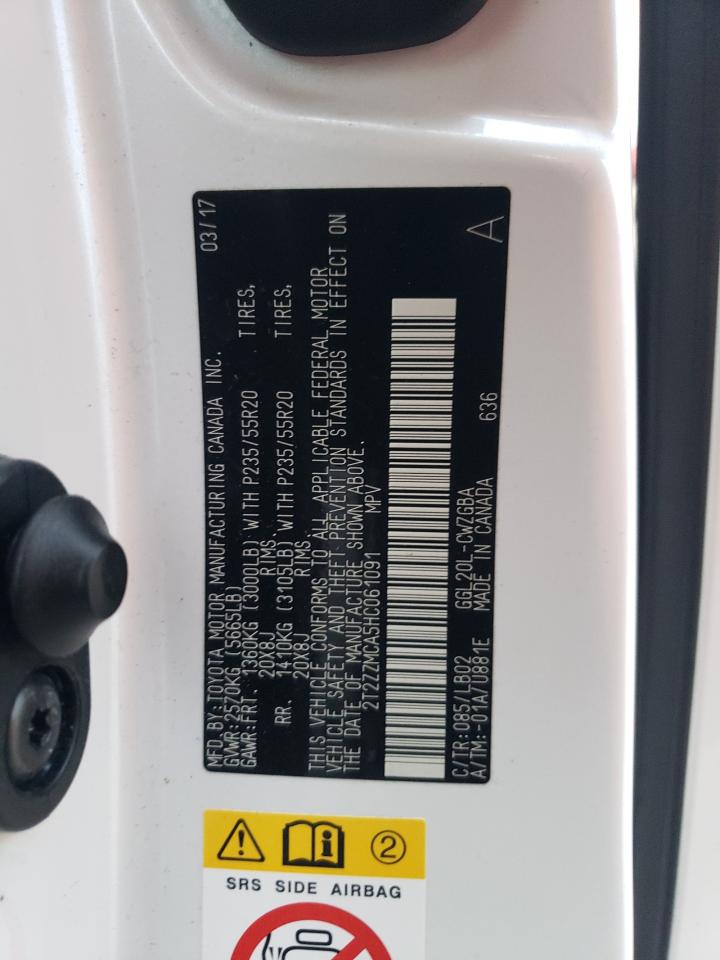 MFD BY:TOYOTA MOTOR MANUFACTURING CANADA INC. 03/17
GVWR:2570KG (5665LB)
GAWR:FRT. 1360KG (3000LB) WITH P235/55R20 TIRES,
20X8J RIMS
RR. 1410KG (3105LB) WITH P235/55R20 TIRES,
20X8J RIMS
THIS VEHICLE CONFORMS TO ALL APPLICABLE FEDERAL MOTOR
VEHICLE SAFETY AND THEFT PREVENTION STANDARDS IN EFFECT ON
THE DATE OF MANUFACTURE SHOWN ABOVE.
2T2ZZMCA5HC061091 MPV
C/TR:085/LB02 GGL20L-CWZGBA
A/TM:-01A/U881E MADE IN CANADA 636 A
2
SRS SIDE AIRBAG